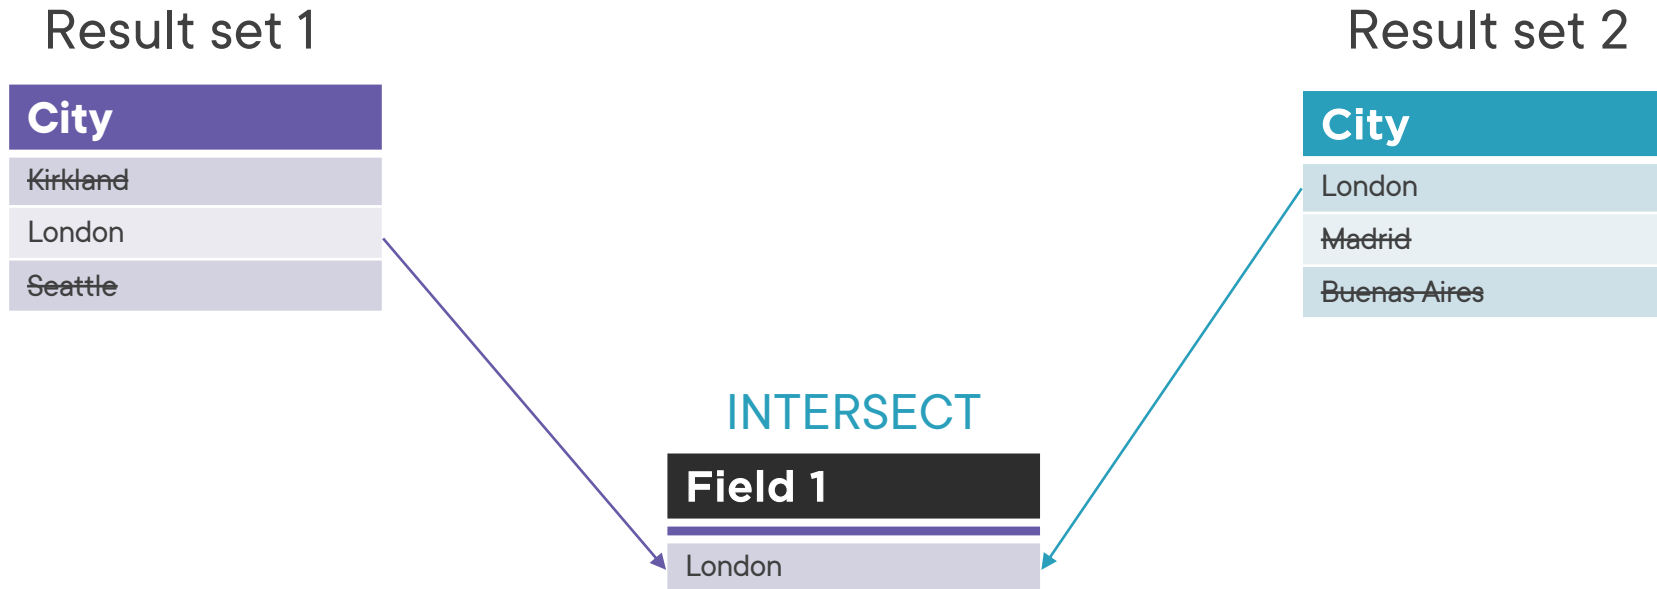 Result set 1
City
Kirkland
London
Seattle
Result set 2
City
London
Madrid
Buenas Aires
INTERSECT
Field 1
London